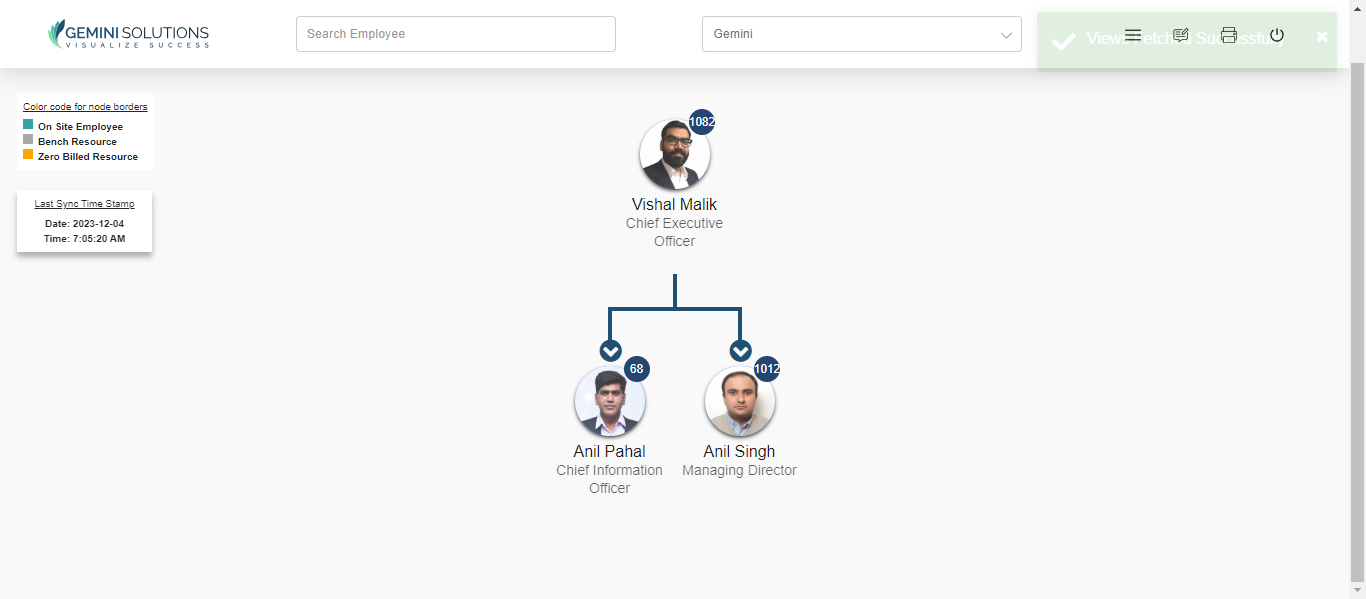 GEMINI SOLUTIONS
VISUALIZE SUCCESS
Search Employee
Gemini
Views Fetched Successfully
Color code for node borders
On Site Employee
Bench Resource
Zero Billed Resource
Last Sync Time Stamp
Date: 2023-12-04
Time: 7:05:20 AM
1082
Vishal Malik
Chief Executive
Officer
68
1012
Anil Pahal
Anil Singh
Chief Information
Officer
Managing Director